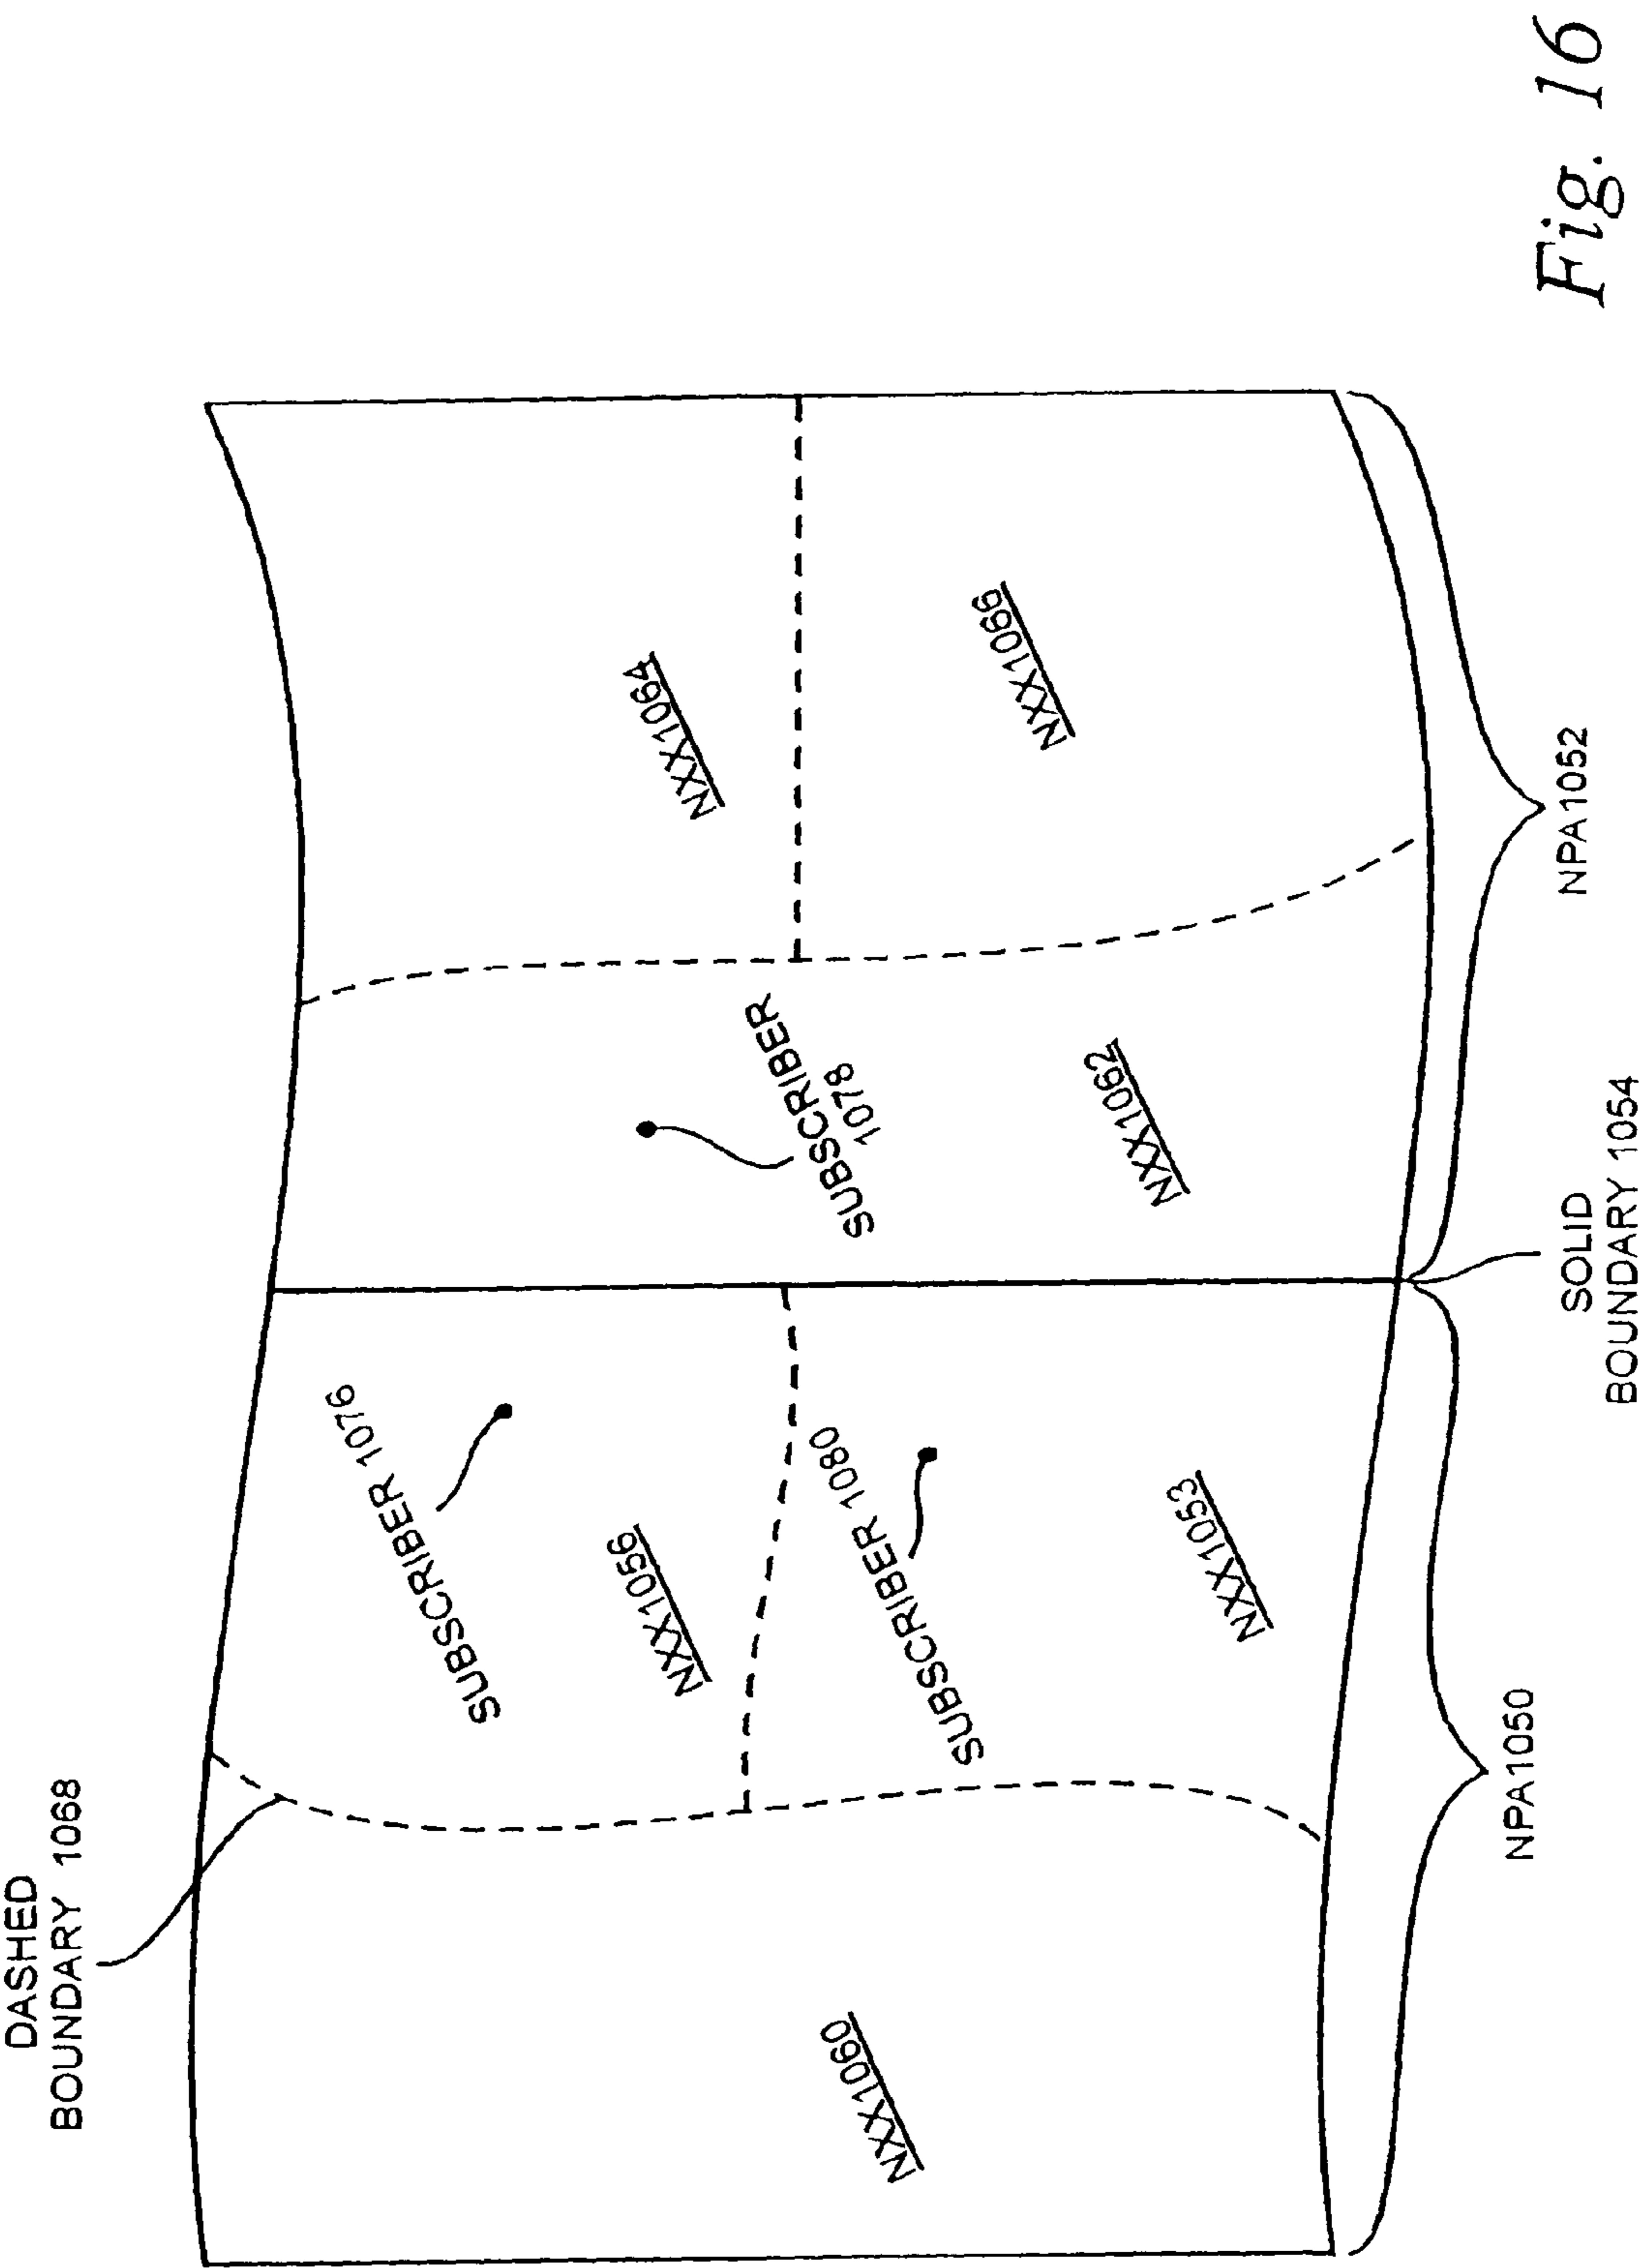 DASHED
BOUNDARY 1068
SUBSCRIBER 1076
NXX1056
NXX1064
SUBSCRIBER
1078
NXX1060
SUBSCRIBER 1080
NXX1066
NXX1062
NXX1053
NPA1050
NPA1052
SOLID
BOUNDARY 1054
Fig. 16